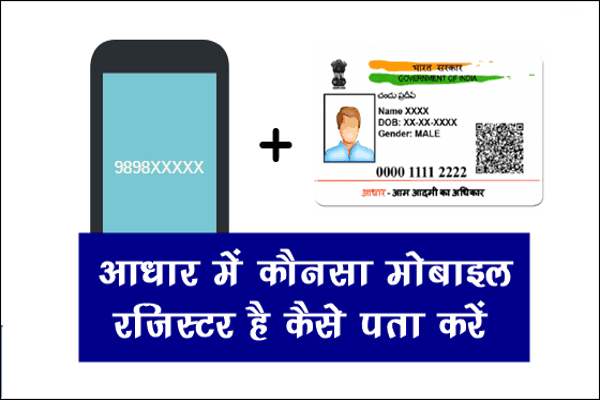 9898XXXXX
भारत सरकार
GOVERNMENT OF INDIA
Name XXXX
DOB: XX-XX-XXXX
Gender: MALE
0000 1111 2222
आधार - आम आदमी का अधिकार
आधार में कौनसा मोबाइल
रजिस्टर है कैसे पता करें